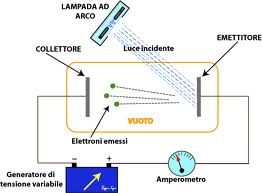 LAMPADA AD
ARCO
EMETTITORE
COLLETTORE
Luce incidente
Elettroni emessi
VUOTO
− +
Generatore di
tensione variabile
Amperometro